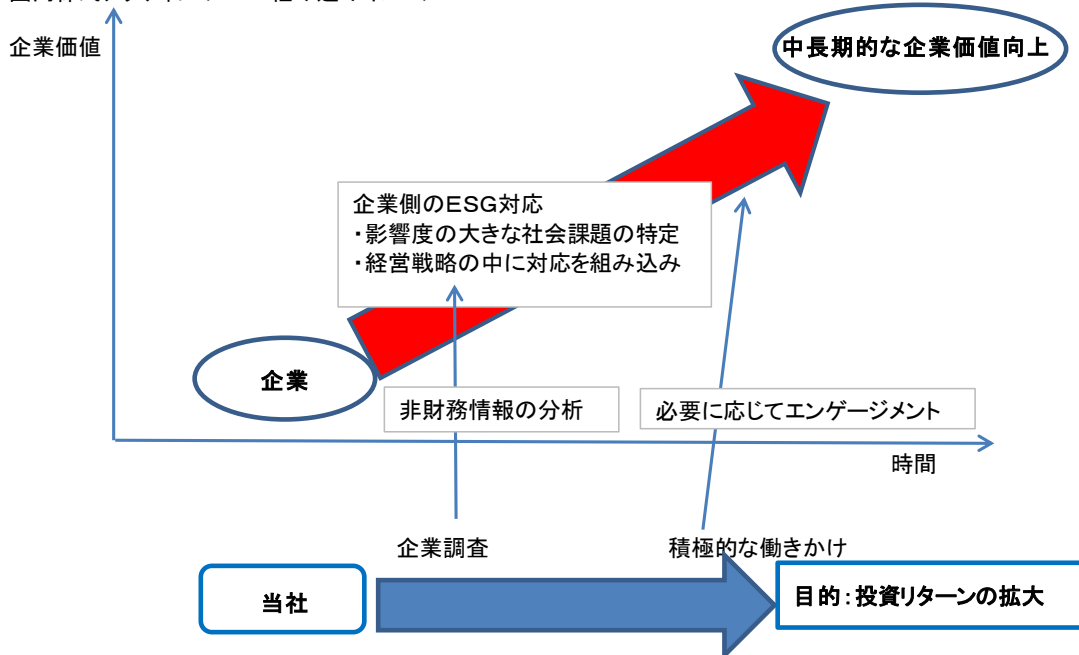 企業価値
中長期的な企業価値向上
企業側のESG対応
・影響度の大きな社会課題の特定
・経営戦略の中に対応を組み込み
企業
非財務情報の分析
必要に応じてエンゲージメント
時間
企業調査
積極的な働きかけ
当社
目的：投資リターンの拡大